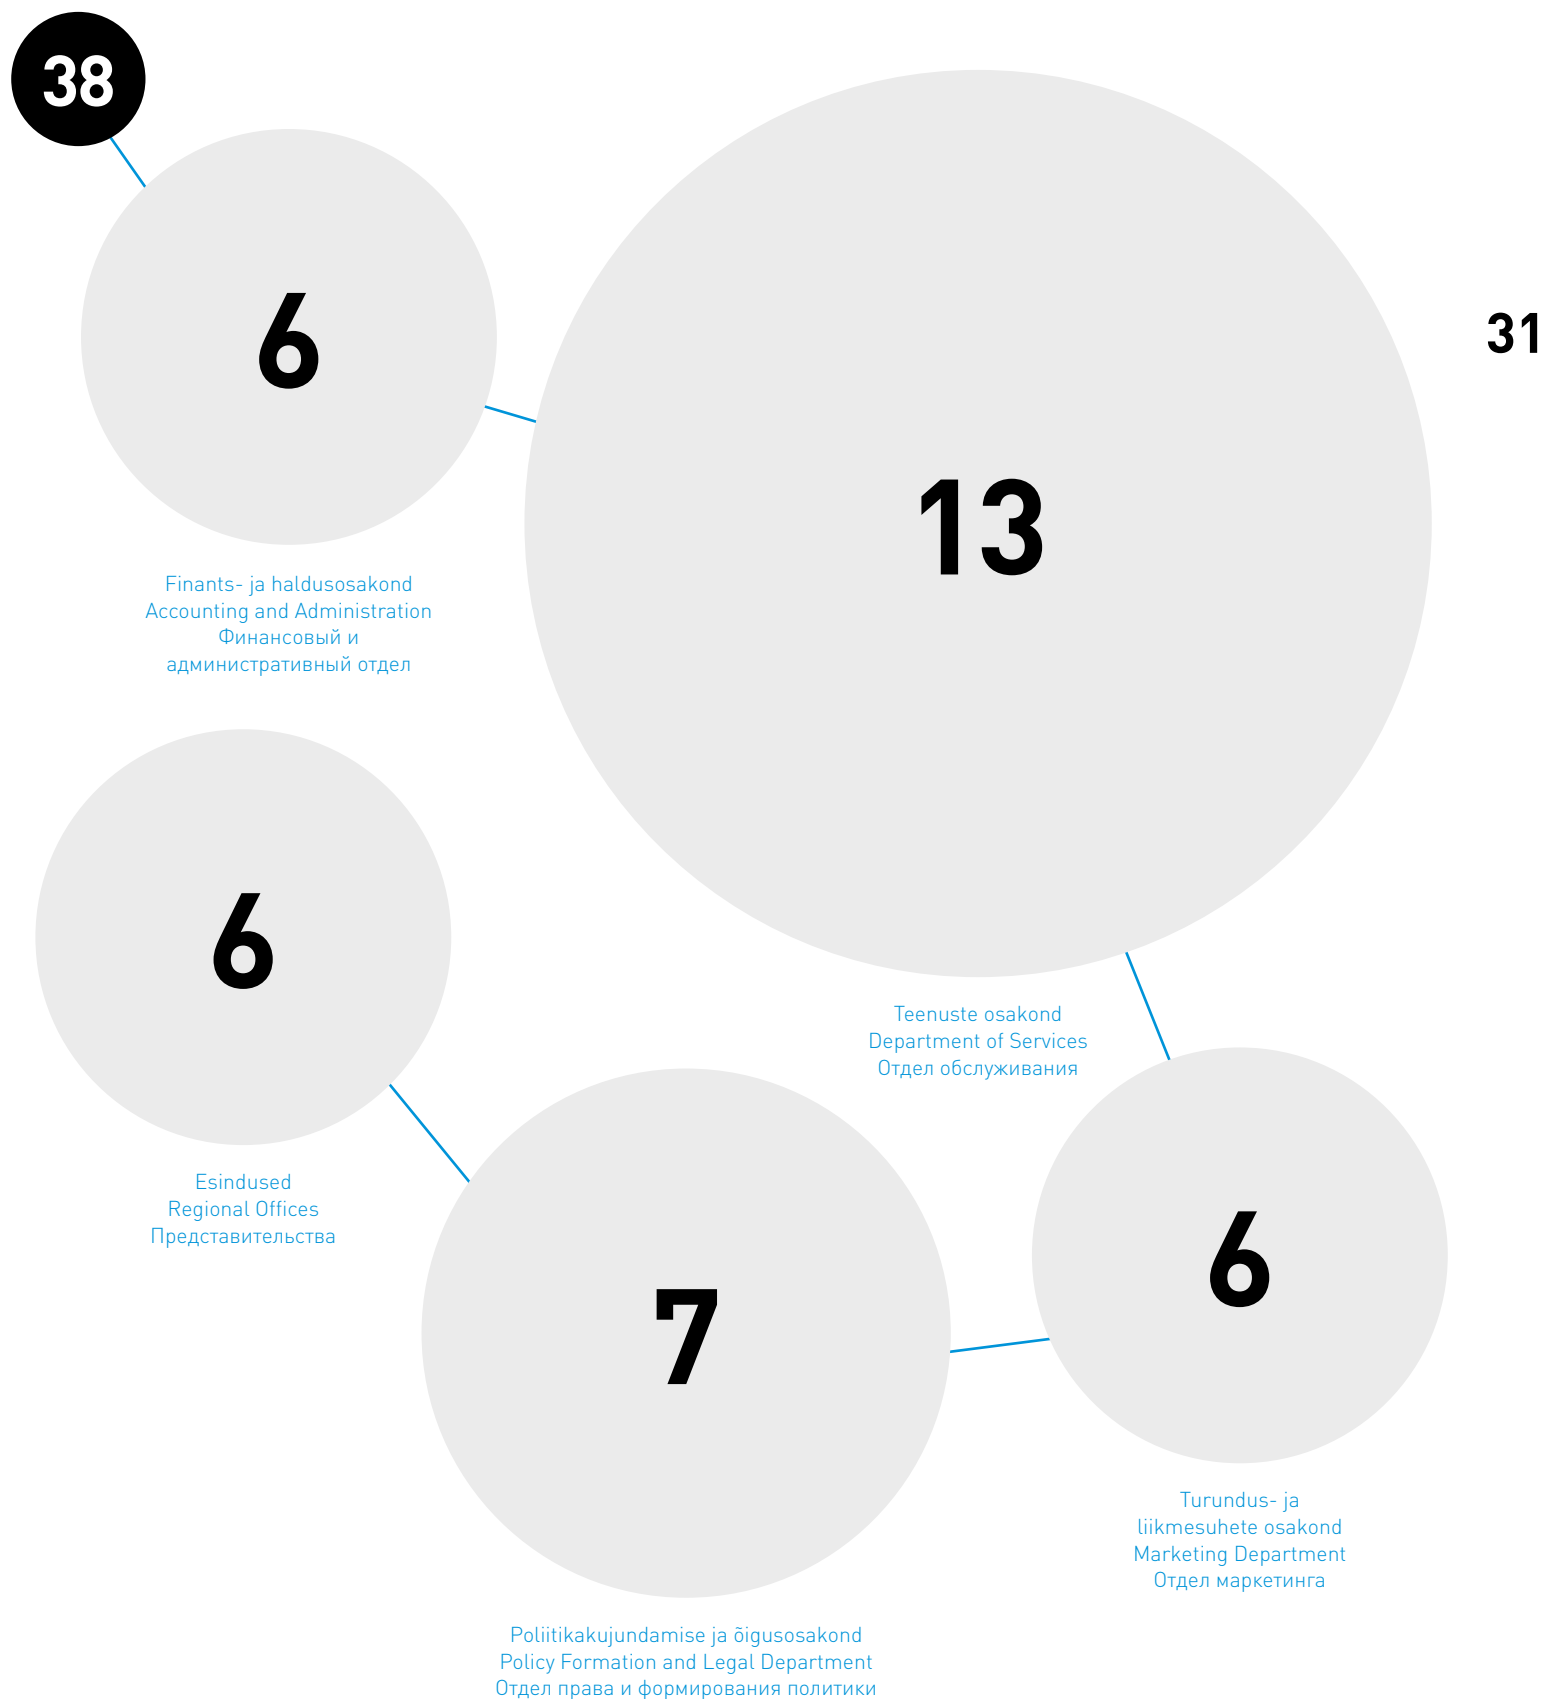 38
6
Finants- ja haldusosakond
Accounting and Administration
Финансовый и
административный отдел
13
Teenuste osakond
Department of Services
Отдел обслуживания
31
6
Esindused
Regional Offices
Представительства
7
Poliitikakujundamise ja õigusosakond
Policy Formation and Legal Department
Отдел права и формирования политики
6
Turundus- ja
liikmesuhete osakond
Marketing Department
Отдел маркетинга